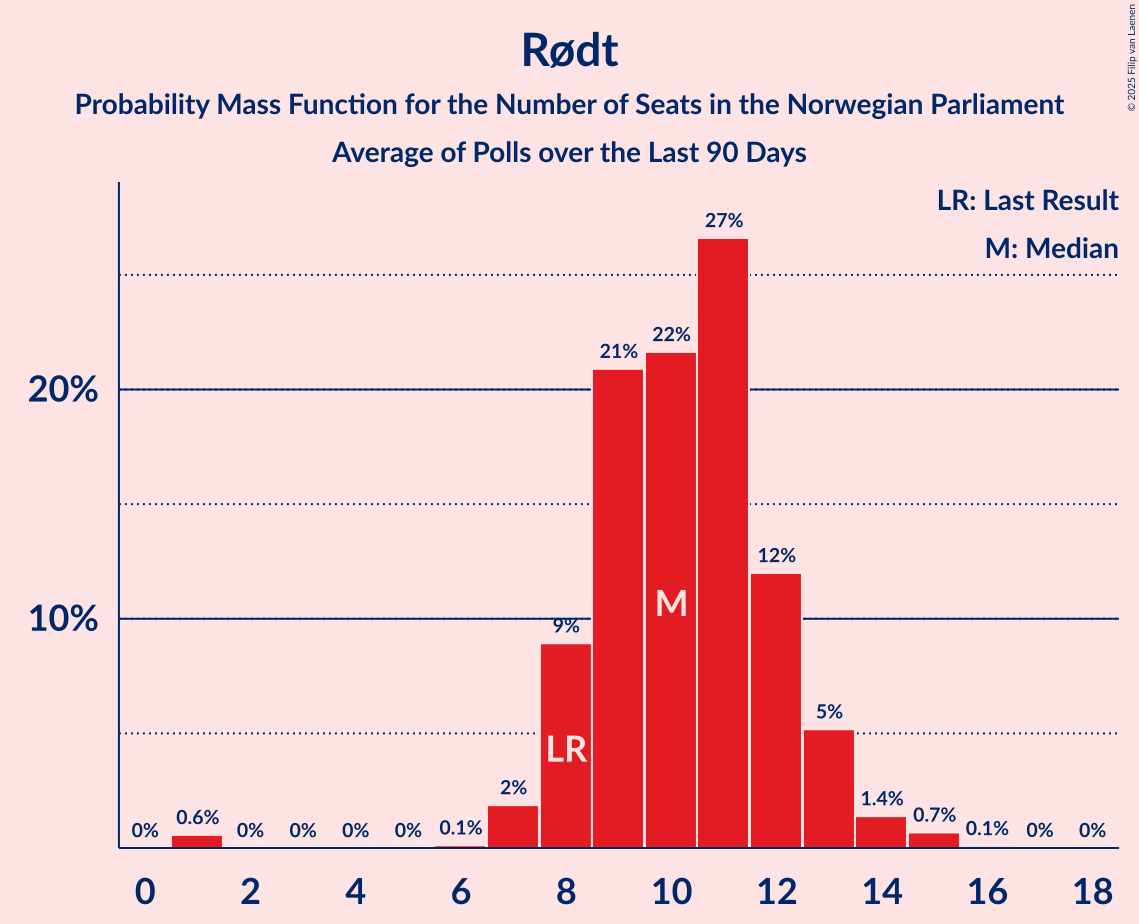 Rødt
Probability Mass Function for the Number of Seats in the Norwegian Parliament
Average of Polls over the Last 90 Days
© 2025 Filip van Laenen
LR: Last Result
M: Median
27%
22%
21%
20%
12%
10%
9%
M
LR
5%
2%
1.4%
0% 0.6% 0% 0% 0% 0% 0.1% 0.7% 0.1% 0% 0%
0 2 4 6 8 10 12 14 16 18